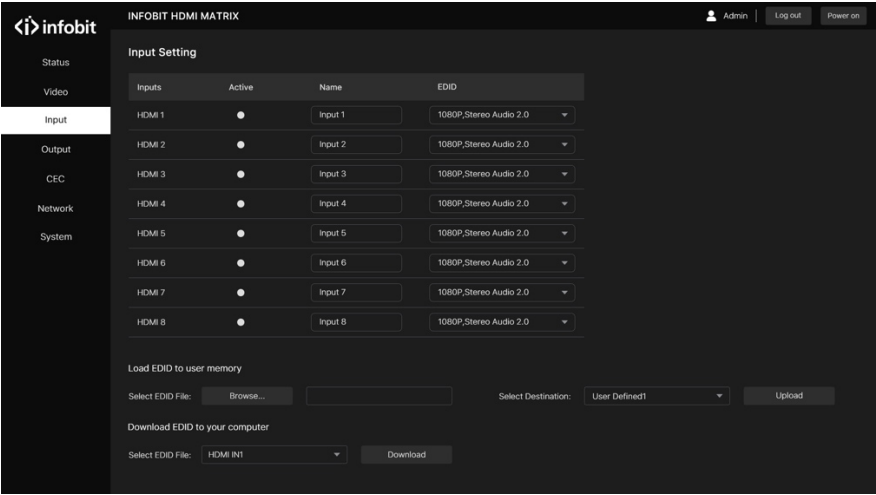 <i>infobit
INFOBIT HDMI MATRIX
Admin
Log out
Power on
Status
Video
Input
Output
CEC
Network
System
Input Setting
Inputs Active Name EDID
HDMI 1 Input 1 1080P,Stereo Audio 2.0
HDMI 2 Input 2 1080P,Stereo Audio 2.0
HDMI 3 Input 3 1080P,Stereo Audio 2.0
HDMI 4 Input 4 1080P,Stereo Audio 2.0
HDMI 5 Input 5 1080P,Stereo Audio 2.0
HDMI 6 Input 6 1080P,Stereo Audio 2.0
HDMI 7 Input 7 1080P,Stereo Audio 2.0
HDMI 8 Input 8 1080P,Stereo Audio 2.0
Load EDID to user memory
Select EDID File: Browse... Select Destination: User Defined1 Upload
Download EDID to your computer
Select EDID File: HDMI IN1 Download